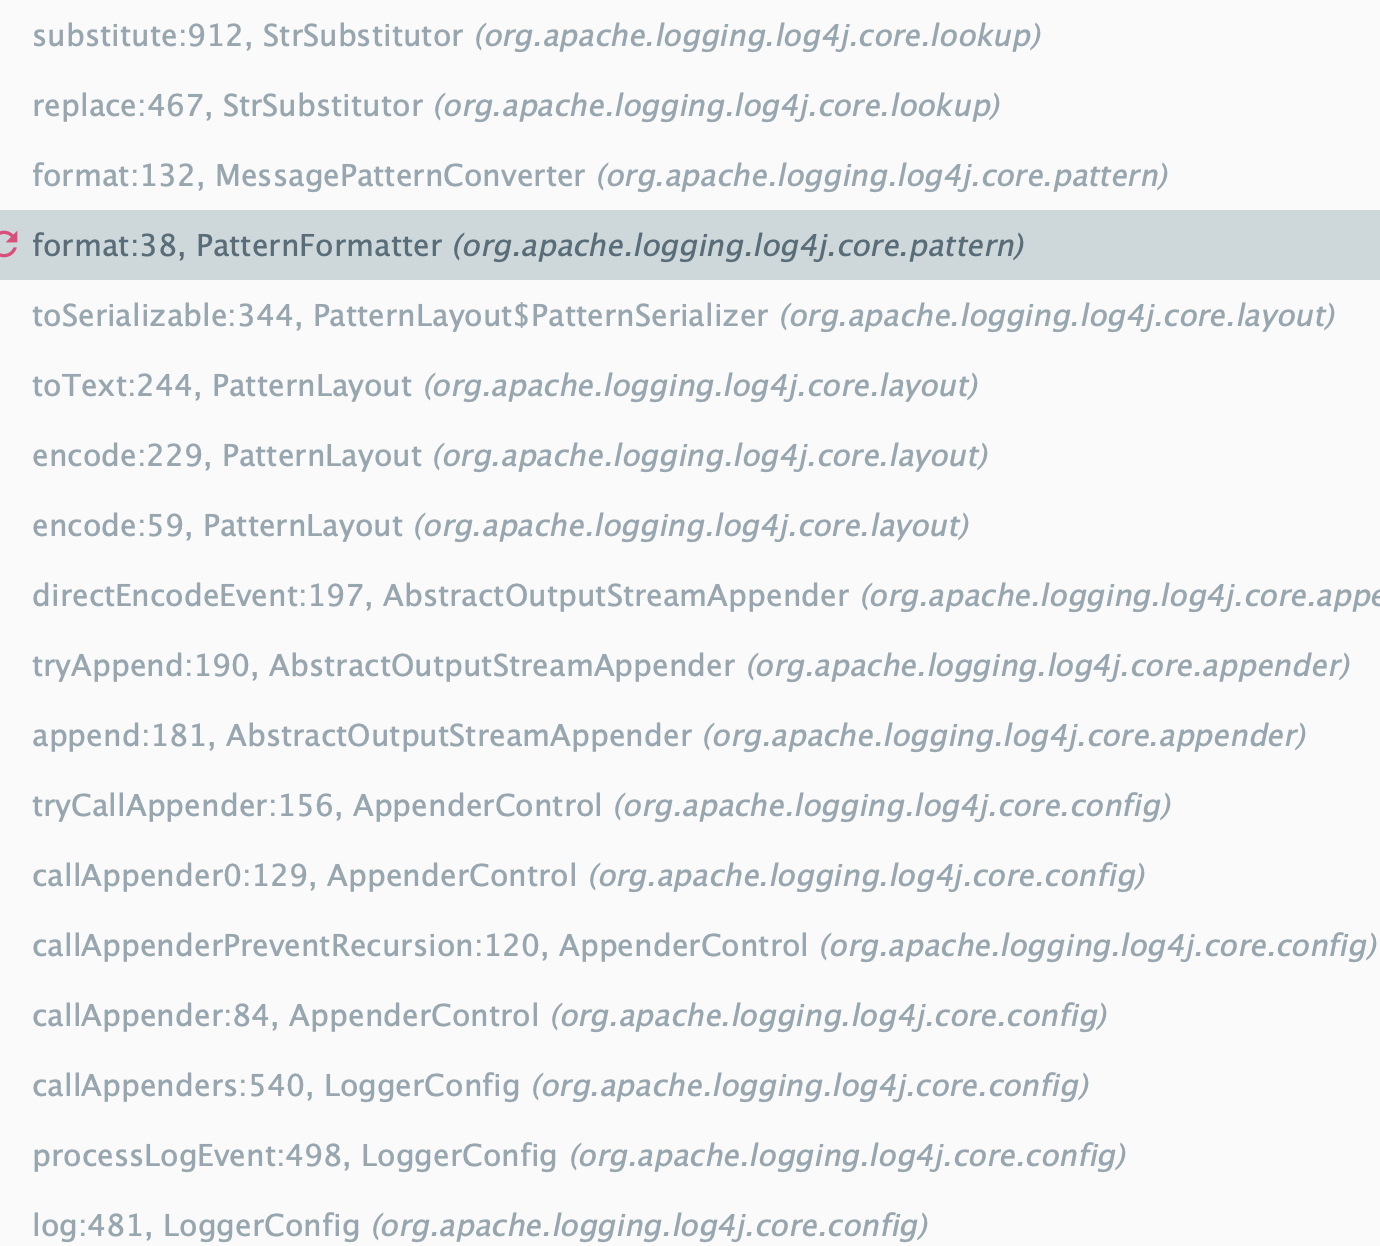 substitute:912, StrSubstitutor (org.apache.logging.log4j.core.lookup)
replace:467, StrSubstitutor (org.apache.logging.log4j.core.lookup)
format:132, MessagePatternConverter (org.apache.logging.log4j.core.pattern)
format:38, PatternFormatter (org.apache.logging.log4j.core.pattern)
toSerializable:344, PatternLayout$PatternSerializer (org.apache.logging.log4j.core.layout)
toText:244, PatternLayout (org.apache.logging.log4j.core.layout)
encode:229, PatternLayout (org.apache.logging.log4j.core.layout)
encode:59, PatternLayout (org.apache.logging.log4j.core.layout)
directEncodeEvent:197, AbstractOutputStreamAppender (org.apache.logging.log4j.core.appe
tryAppend:190, AbstractOutputStreamAppender (org.apache.logging.log4j.core.appender)
append:181, AbstractOutputStreamAppender (org.apache.logging.log4j.core.appender)
tryCallAppender:156, AppenderControl (org.apache.logging.log4j.core.config)
callAppender0:129, AppenderControl (org.apache.logging.log4j.core.config)
callAppenderPreventRecursion:120, AppenderControl (org.apache.logging.log4j.core.config)
callAppender:84, AppenderControl (org.apache.logging.log4j.core.config)
callAppenders:540, LoggerConfig (org.apache.logging.log4j.core.config)
processLogEvent:498, LoggerConfig (org.apache.logging.log4j.core.config)
log:481, LoggerConfig (org.apache.logging.log4j.core.config)